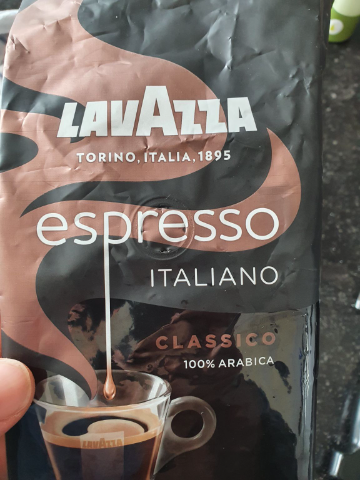 LAVAZZA
TORINO, ITALIA, 1895
espresso
ITALIANO
CLASSICO
100% ARABICA
LAVAZZA